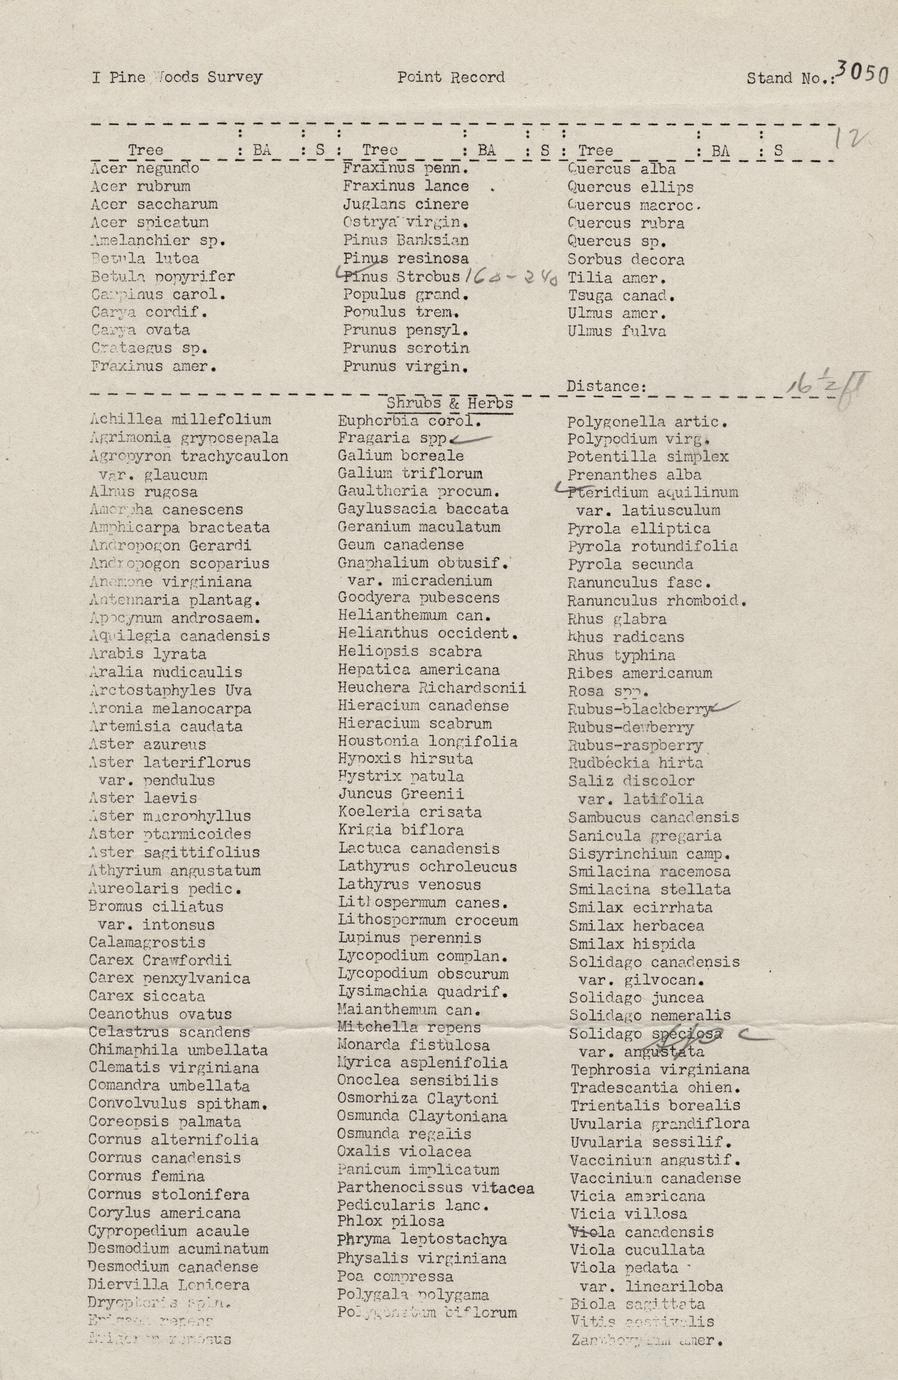 I Pine Woods Survey Point Record Stand No.: 3050
12
Tree : BA : S : Tree : BA : S : Tree : BA : S
Acer negundo
Acer rubrum
Acer saccharum
Acer spicatum
Amelanchier sp.
Betula lutea
Betula popyrifer
Carpinus carol.
Carya cordif.
Carya ovata
Crataegus sp.
Fraxinus amer.
Fraxinus penn.
Fraxinus lance .
Juglans cinere
Ostrya virgin.
Pinus Banksian
Pinus resinosa
Pinus Strobus
Populus grand.
Populus trem.
Prunus pensyl.
Prunus scrotin
Prunus virgin.
Quercus alba
Quercus ellips
Quercus macroc.
Quercus rubra
Quercus sp.
Sorbus decora
Tilia amer.
Tsuga canad.
Ulmus amer.
Ulmus fulva
Distance: 16 1/2 ft
Shrubs & Herbs
Achillea millefolium
Agrimonia gryposepala
Agropyron trachycaulon
var. glaucum
Alnus rugosa
Amorpha canescens
Amphicarpa bracteata
Andropogon Gerardi
Andropogon scoparius
Anemone virginiana
Antennaria plantag.
Apocynum androsaem.
Aquilegia canadensis
Arabis lyrata
Aralia nudicaulis
Arctostaphyles Uva
Aronia melanocarpa
Artemisia caudata
Aster azureus
Aster lateriflorus
var. pendulus
Aster laevis
Aster macrophyllus
Aster ptarmicoides
Aster sagittifolius
Athyrium angustatum
Aureolaris pedic.
Bromus ciliatus
var. intonsus
Calamagrostis
Carex Crawfordii
Carex penxylvanica
Carex siccata
Ceanothus ovatus
Celastrus scandens
Chimaphila umbellata
Clematis virginiana
Comandra umbellata
Convolvulus spitham.
Coreopsis palmata
Cornus alternifolia
Cornus canadensis
Cornus femina
Cornus stolonifera
Corylus americana
Cypropedium acaule
Desmodium acuminatum
Desmodium canadense
Diervilla Lonicera
Dryopteris spin.
repens
Euphorbia corol.
Fragaria spp.
Galium boreale
Galium triflorum
Gaultheria procum.
Gaylussacia baccata
Geranium maculatum
Geum canadense
Gnaphalium obtusif.
var. micradenium
Goodyera pubescens
Helianthemum can.
Helianthus occident.
Heliopsis scabra
Hepatica americana
Heuchera Richardsonii
Hieracium canadense
Hieracium scabrum
Houstonia longifolia
Hypoxis hirsuta
Hystrix patula
Juncus Greenii
Koeleria crisata
Krigia biflora
Lactuca canadensis
Lathyrus ochroleucus
Lathyrus venosus
Lithospermum canes.
Lithospermum croceum
Lupinus perennis
Lycopodium complan.
Lycopodium obscurum
Lysimachia quadrif.
Maianthemum can.
Mitchella repens
Monarda fistulosa
Myrica asplenifolia
Onoclea sensibilis
Osmorhiza Claytoni
Osmunda Claytoniana
Osmunda regalis
Oxalis violacea
Panicum implicatum
Parthenocissus vitacea
Pedicularis lanc.
Phlox pilosa
Phryma leptostachya
Physalis virginiana
Poa compressa
Polygala polygama
Polygonatum biflorum
Polygonella artic.
Polypodium virg.
Potentilla simplex
Prenanthes alba
Pteridium aquilinum
var. latiusculum
Pyrola elliptica
Pyrola rotundifolia
Pyrola secunda
Ranunculus fasc.
Ranunculus rhomboid.
Rhus glabra
Rhus radicans
Rhus typhina
Ribes americanum
Rosa spp.
Rubus-blackberry
Rubus-dewberry
Rubus-raspberry
Rudbeckia hirta
Saliz discolor
var. latifolia
Sambucus canadensis
Sanicula gregaria
Sisyrinchium camp.
Smilacina racemosa
Smilacina stellata
Smilax ecirrhata
Smilax herbacea
Smilax hispida
Solidago canadensis
var. gilvocan.
Solidago juncea
Solidago nemeralis
Solidago speciosa
var. angustata
Tephrosia virginiana
Tradescantia ohien.
Trientalis borealis
Uvularia grandiflora
Uvularia sessilif.
Vaccinium angustif.
Vaccinium canadense
Vicia americana
Vicia villosa
Viola canadensis
Viola cucullata
Viola pedata
var. lineariloba
Biola sagittata
Vitis aestivalis
Zanthoxylum amer.